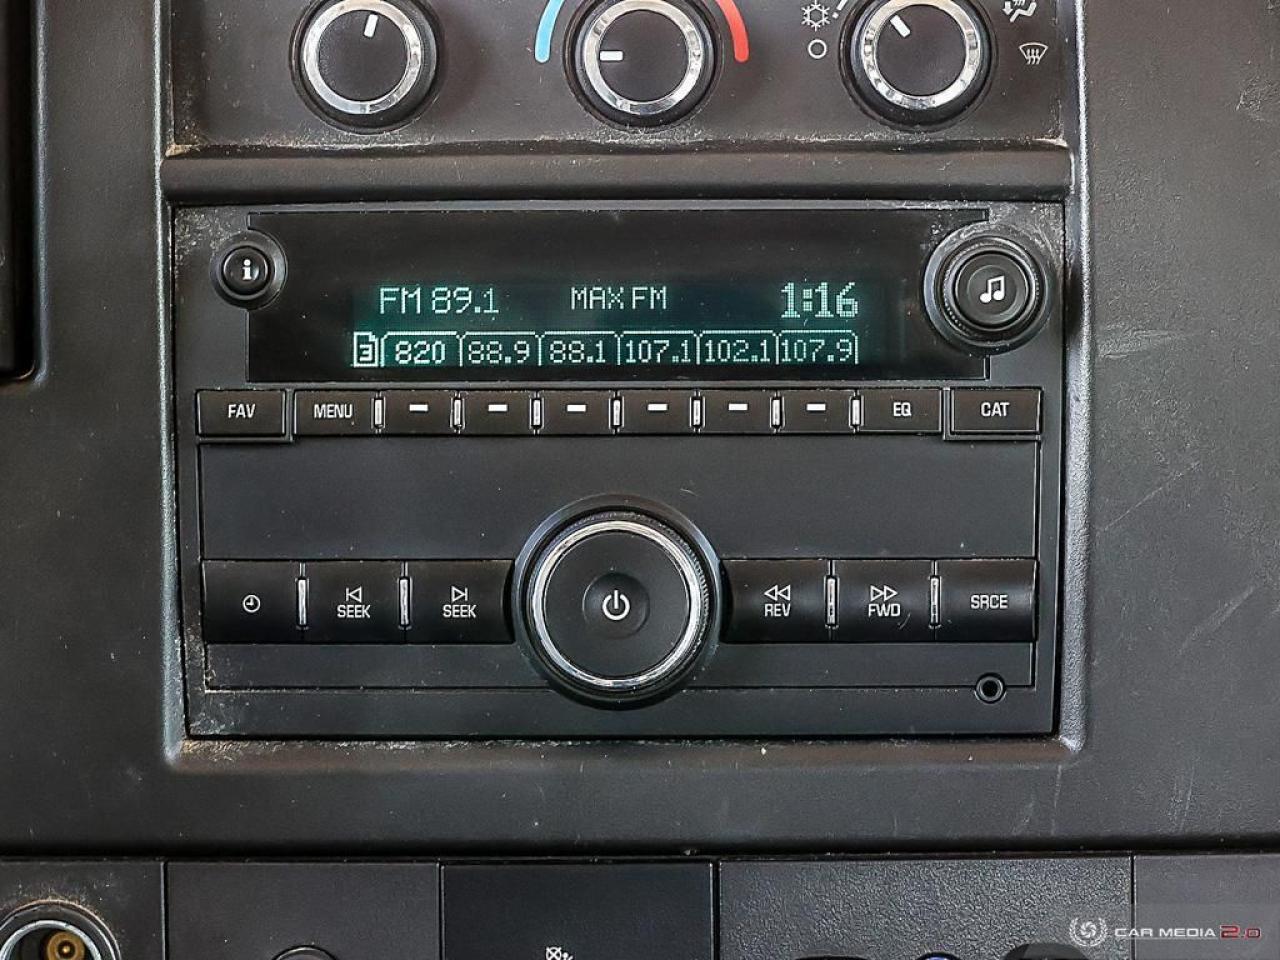 i
FM 89.1 MAX FM 1:16
3 820 88.9 88.1 107.1 102.1 107.9
FAV MENU EQ CAT
SEEK SEEK REV FWD SRCE
CAR MEDIA 2.0